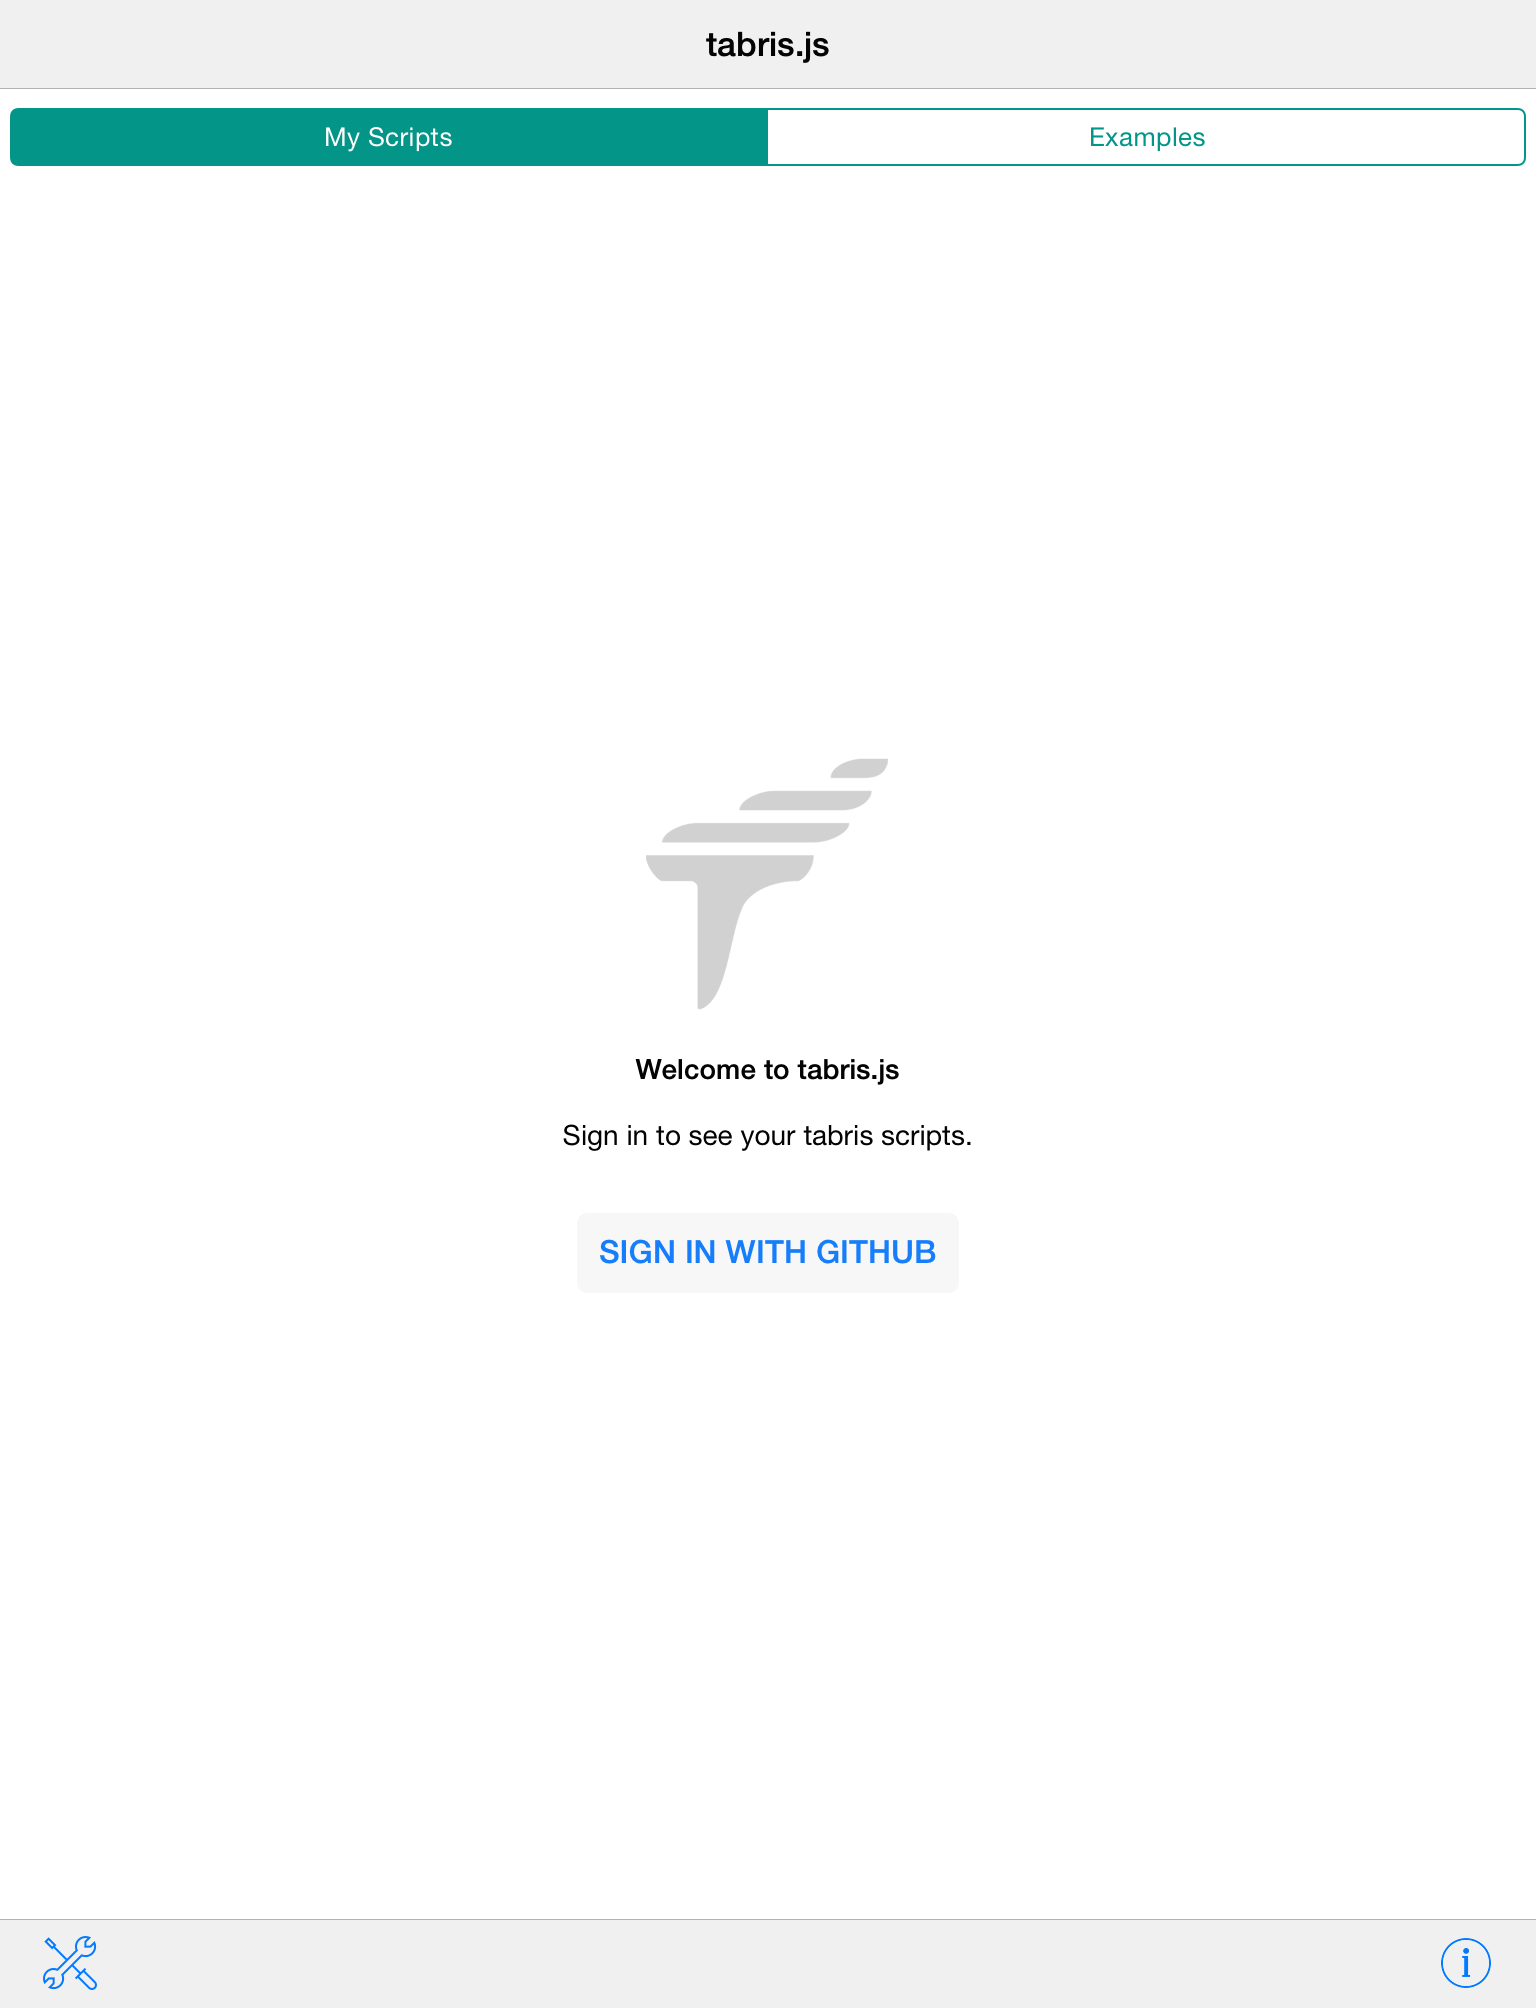 tabris.js
My Scripts
Examples
Welcome to tabris.js
Sign in to see your tabris scripts.
SIGN IN WITH GITHUB